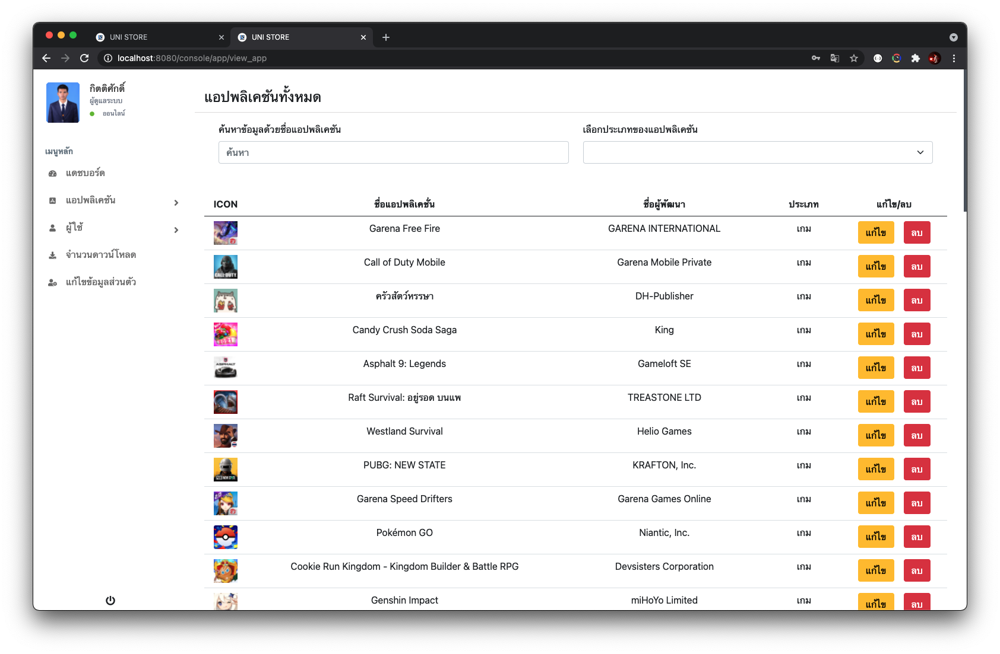 UNI STORE
UNI STORE
localhost:8080/console/app/view_app
กิตติศักดิ์
ผู้ดูแลระบบ
ออนไลน์
เมนูหลัก
แดชบอร์ด
แอปพลิเคชัน
ผู้ใช้
จำนวนดาวน์โหลด
แก้ไขข้อมูลส่วนตัว
แอปพลิเคชันทั้งหมด
ค้นหาข้อมูลด้วยชื่อแอปพลิเคชัน เลือกประเภทของแอปพลิเคชัน
ค้นหา
ICON ชื่อแอปพลิเคชั่น ชื่อผู้พัฒนา ประเภท แก้ไข/ลบ
Garena Free Fire GARENA INTERNATIONAL เกม แก้ไข ลบ
Call of Duty Mobile Garena Mobile Private เกม แก้ไข ลบ
ครัวสัตว์หรรษา DH-Publisher เกม แก้ไข ลบ
Candy Crush Soda Saga King เกม แก้ไข ลบ
Asphalt 9: Legends Gameloft SE เกม แก้ไข ลบ
Raft Survival: อยู่รอด บนแพ TREASTONE LTD เกม แก้ไข ลบ
Westland Survival Helio Games เกม แก้ไข ลบ
PUBG: NEW STATE KRAFTON, Inc. เกม แก้ไข ลบ
Garena Speed Drifters Garena Games Online เกม แก้ไข ลบ
Pokémon GO Niantic, Inc. เกม แก้ไข ลบ
Cookie Run Kingdom - Kingdom Builder & Battle RPG Devsisters Corporation เกม แก้ไข ลบ
Genshin Impact miHoYo Limited เกม แก้ไข ลบ